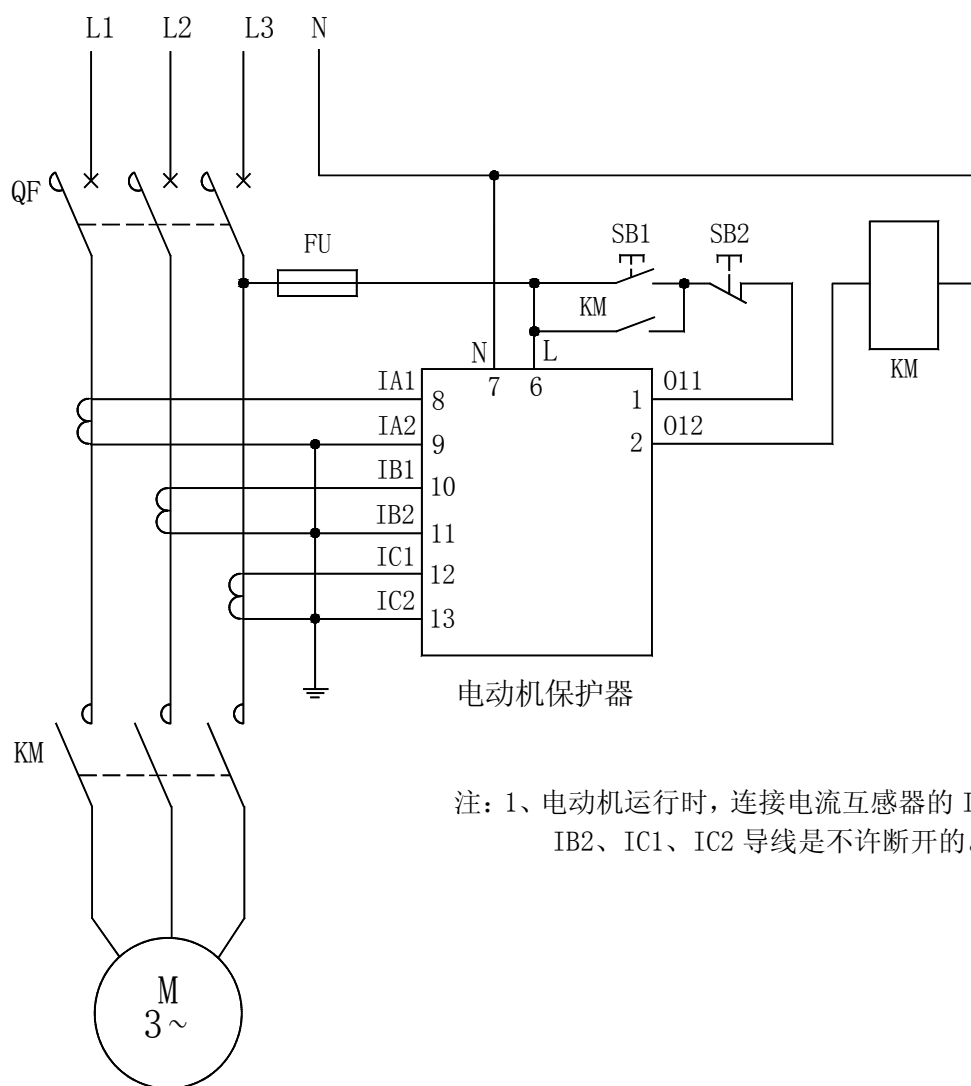 L1 L2 L3 N
QF
FU
SB1 SB2
KM
KM
N L
7 6
IA1 8
IA2 9
IB1 10
IB2 11
IC1 12
IC2 13
1 011
2 012
电动机保护器
KM
注: 1、电动机运行时, 连接电流互感器的 I
IB2、IC1、IC2 导线是不许断开的
M
3~